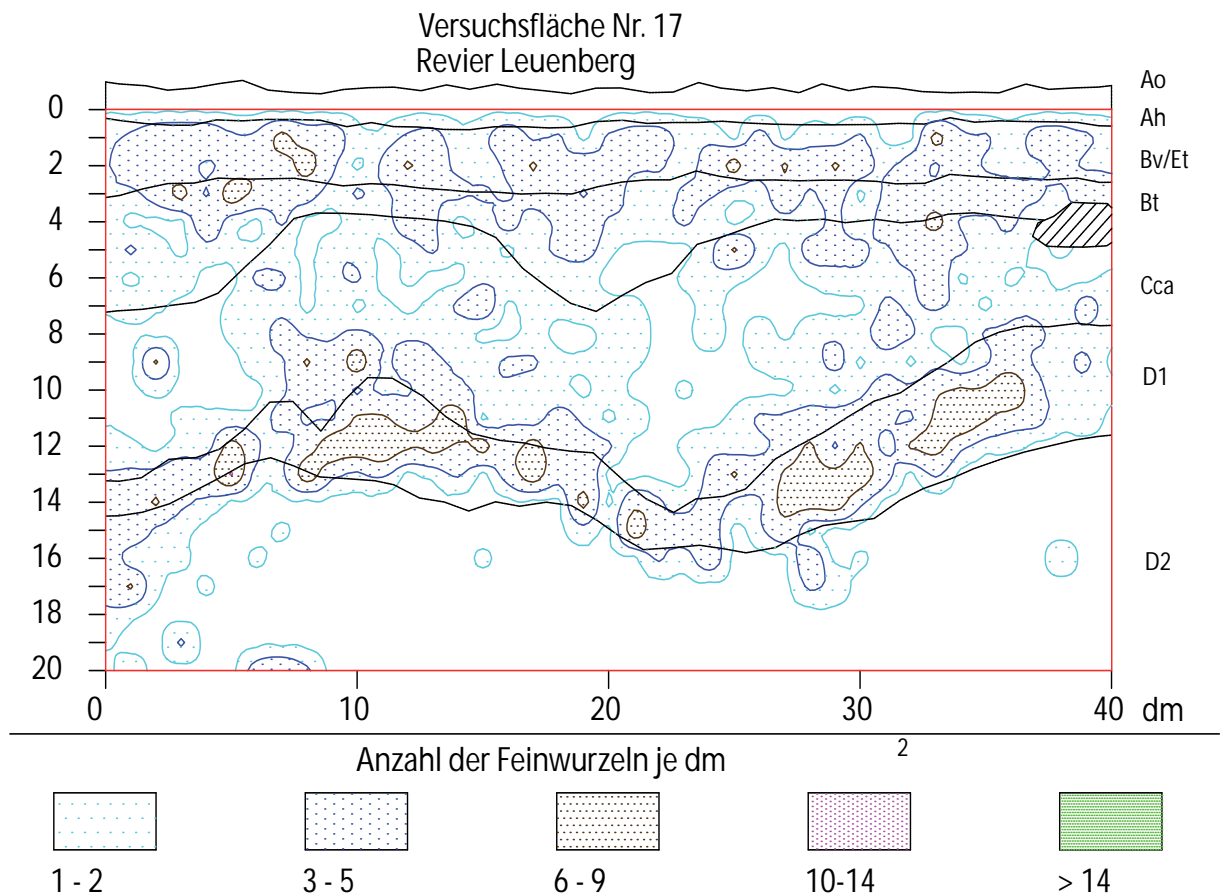 Versuchsfläche Nr. 17
Revier Leuenberg
Ao
0
Ah
2
Bv/Et
Bt
4
6
Cca
8
10
D1
12
14
16
D2
18
20
0 10 20 30 40 dm
Anzahl der Feinwurzeln je dm 2
1 - 2 3 - 5 6 - 9 10-14 > 14